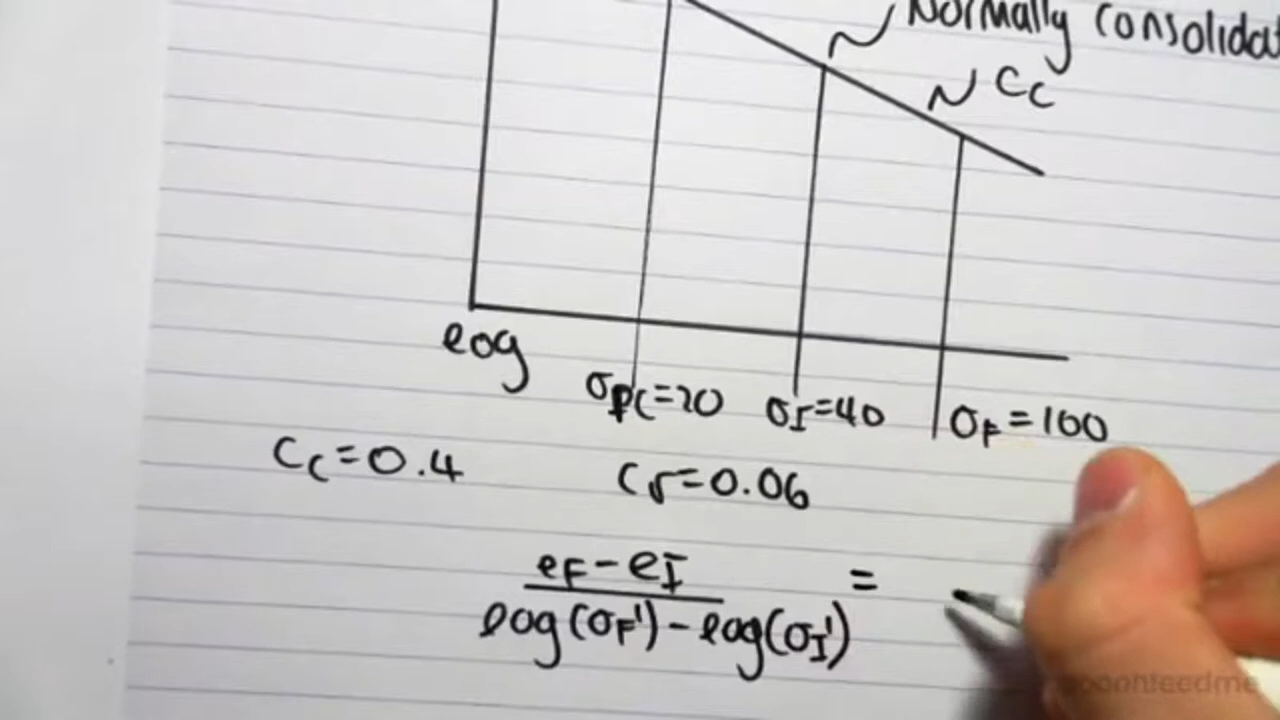 Normally consolidat
Cc
log
σpc=20 σI=40 σF=100
Cc=0.4 Cr=0.06
eF-eI =
log(σF')-log(σI')